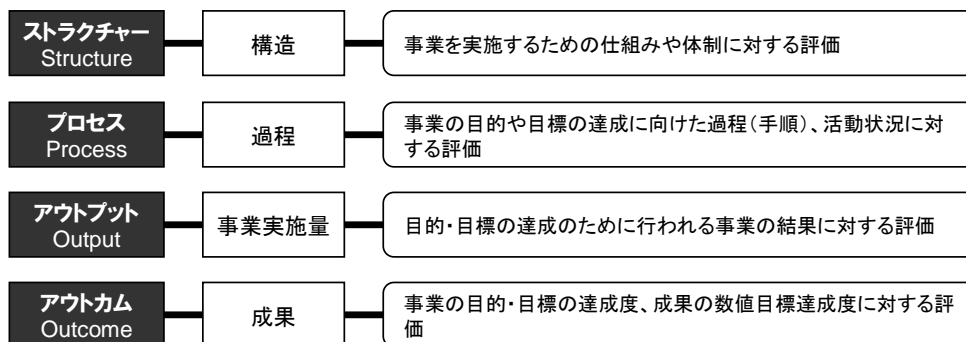 ストラクチャー
Structure
構造
事業を実施するための仕組みや体制に対する評価
プロセス
Process
過程
事業の目的や目標の達成に向けた過程(手順)、活動状況に対
する評価
アウトプット
Output
事業実施量
目的・目標の達成のために行われる事業の結果に対する評価
アウトカム
Outcome
成果
事業の目的・目標の達成度、成果の数値目標達成度に対する評
価